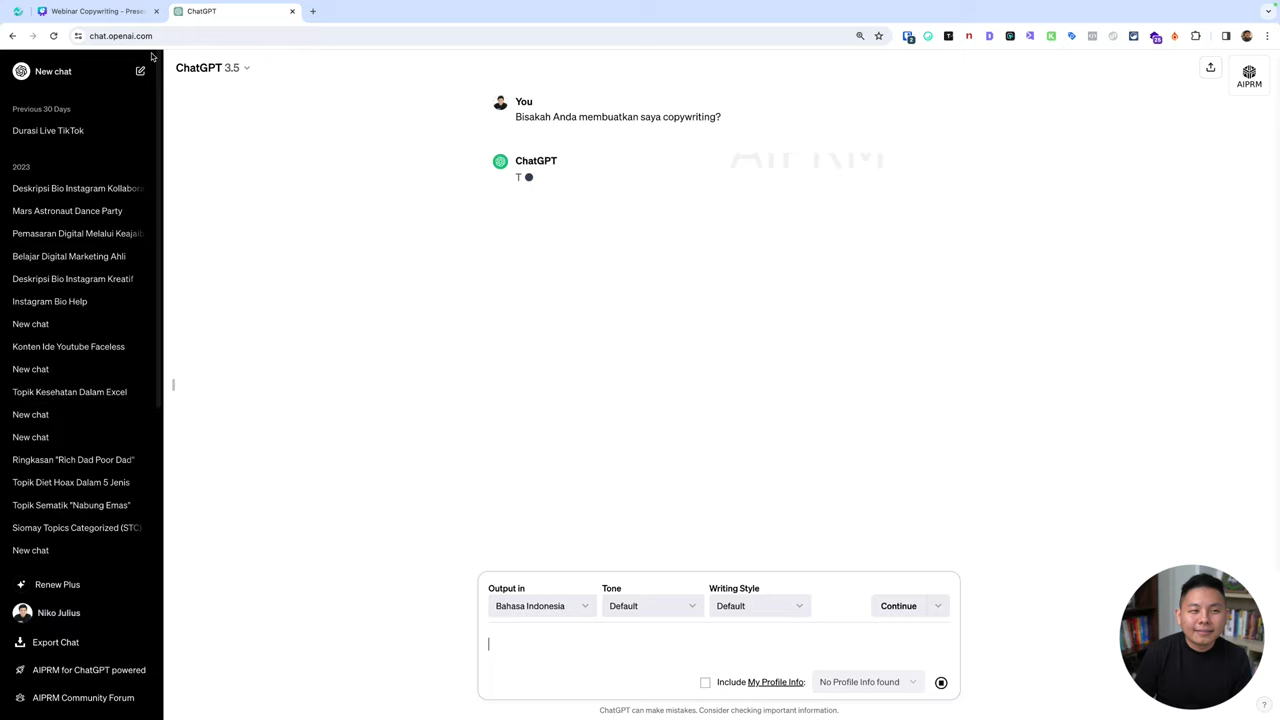 Webinar Copywriting - Prese
ChatGPT
chat.openai.com
New chat
Previous 30 Days
Durasi Live TikTok
2023
Deskripsi Bio Instagram Kollabora
Mars Astronaut Dance Party
Pemasaran Digital Melalui Keajaib
Belajar Digital Marketing Ahli
Deskripsi Bio Instagram Kreatif
Instagram Bio Help
New chat
Konten Ide Youtube Faceless
New chat
Topik Kesehatan Dalam Excel
New chat
New chat
Ringkasan "Rich Dad Poor Dad"
Topik Diet Hoax Dalam 5 Jenis
Topik Sematik "Nabung Emas"
Siomay Topics Categorized (STC)
New chat
Renew Plus
Niko Julius
Export Chat
AIPRM for ChatGPT powered
AIPRM Community Forum
ChatGPT 3.5
AIPRM
You
Bisakah Anda membuatkan saya copywriting?
AIPRM
ChatGPT
T
Output in
Tone
Writing Style
Bahasa Indonesia
Default
Default
Continue
Include My Profile Info:
No Profile Info found
ChatGPT can make mistakes. Consider checking important information.
?